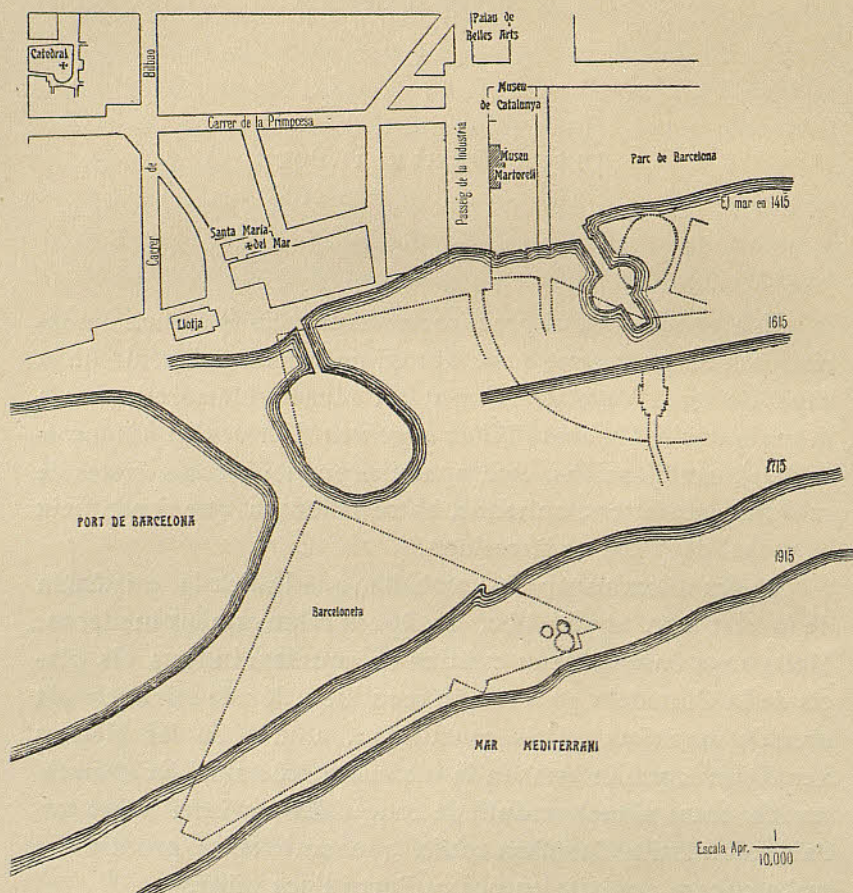 Palau de
Belles Arts
Catedral
Bilbao
Museu
de Catalunya
Carrer de la Primpcesa
Passeig de la Industria
Museu
Martorell
Parc de Barcelona
de
Carrer
El mar en 1415
Santa Maria
del Mar
Llotja
1615
1715
PORT DE BARCELONA
1915
Barceloneta
MAR MEDITERRANI
Escala Apr. 1
10,000